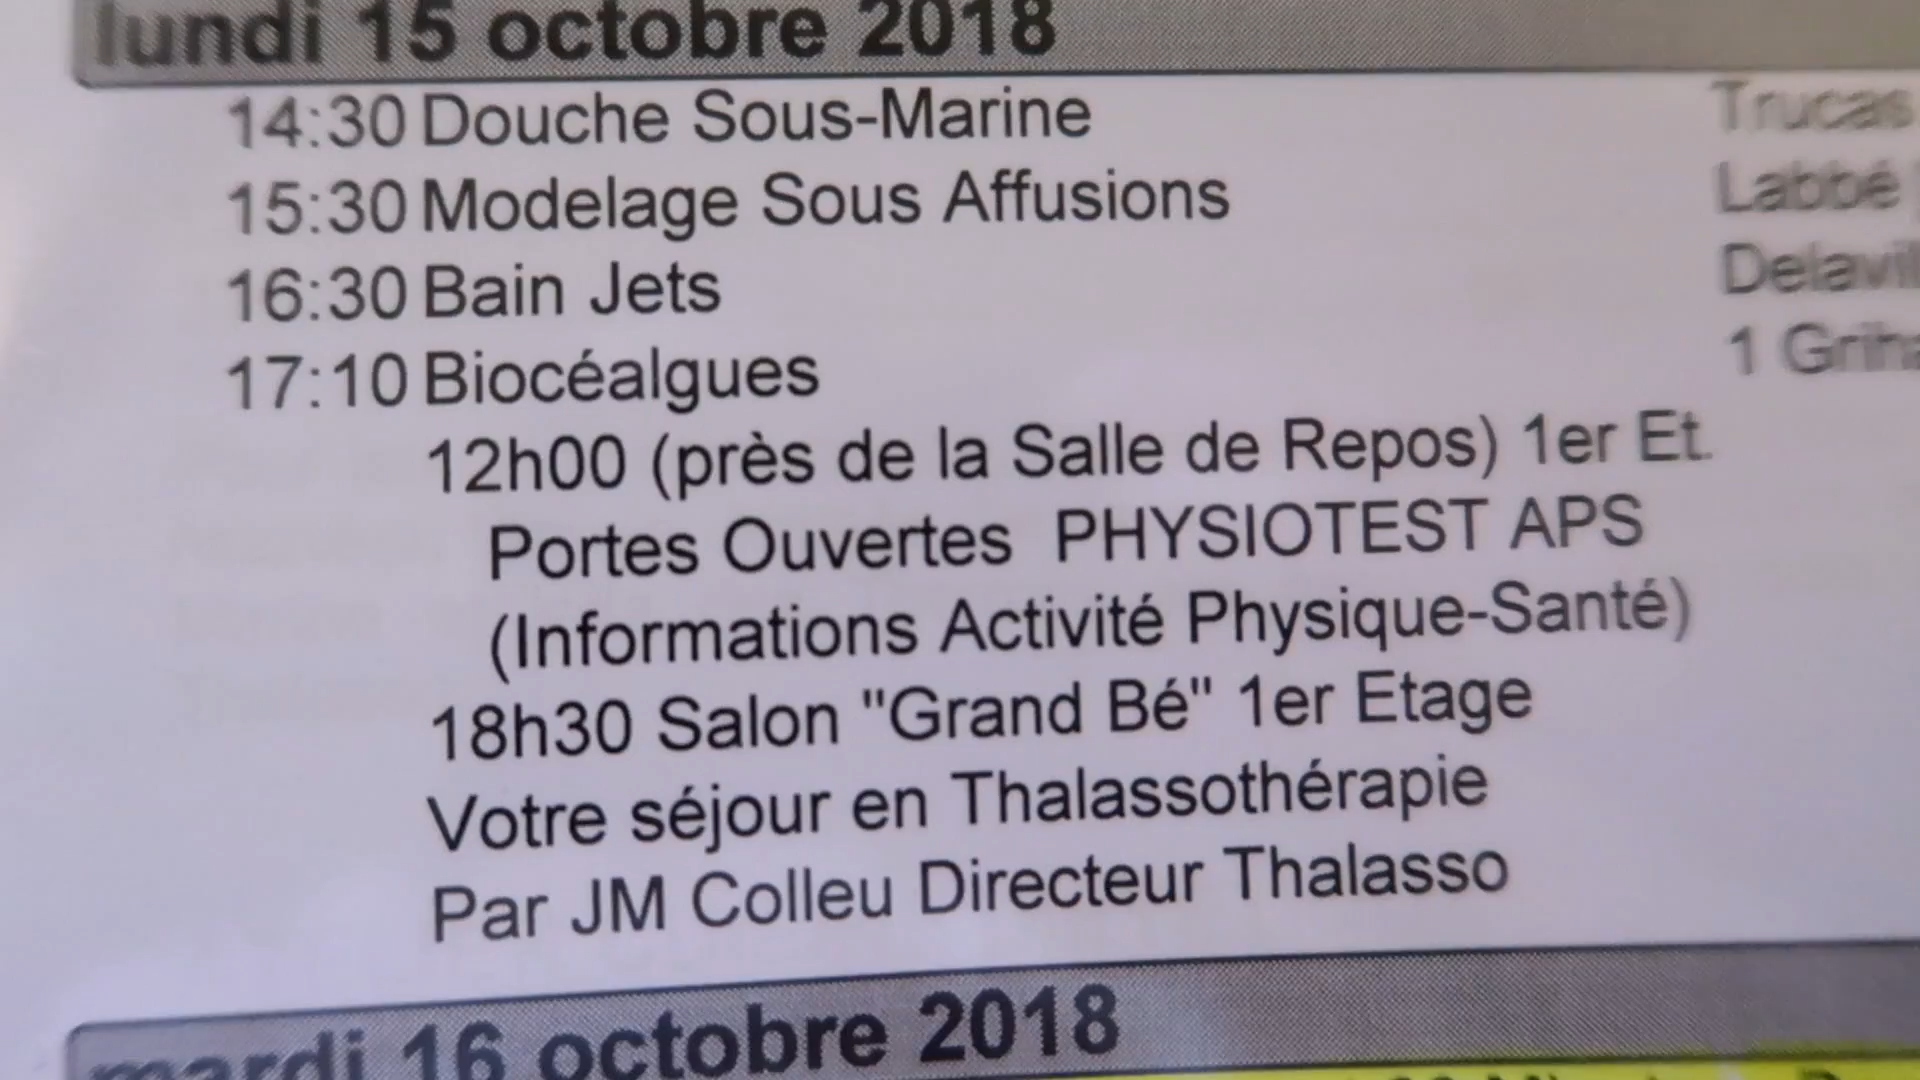 lundi 15 octobre 2018
14:30 Douche Sous-Marine Trucas
15:30 Modelage Sous Affusions Labbé
16:30 Bain Jets
17:10 Biocéalgues 1
12h00 (près de la Salle de Repos) 1er Et.
Portes Ouvertes PHYSIOTEST APS
(Informations Activité Physique-Santé)
18h30 Salon "Grand Bé" 1er Etage
Votre séjour en Thalassothérapie
Par JM Colleu Directeur Thalasso
mardi 16 octobre 2018